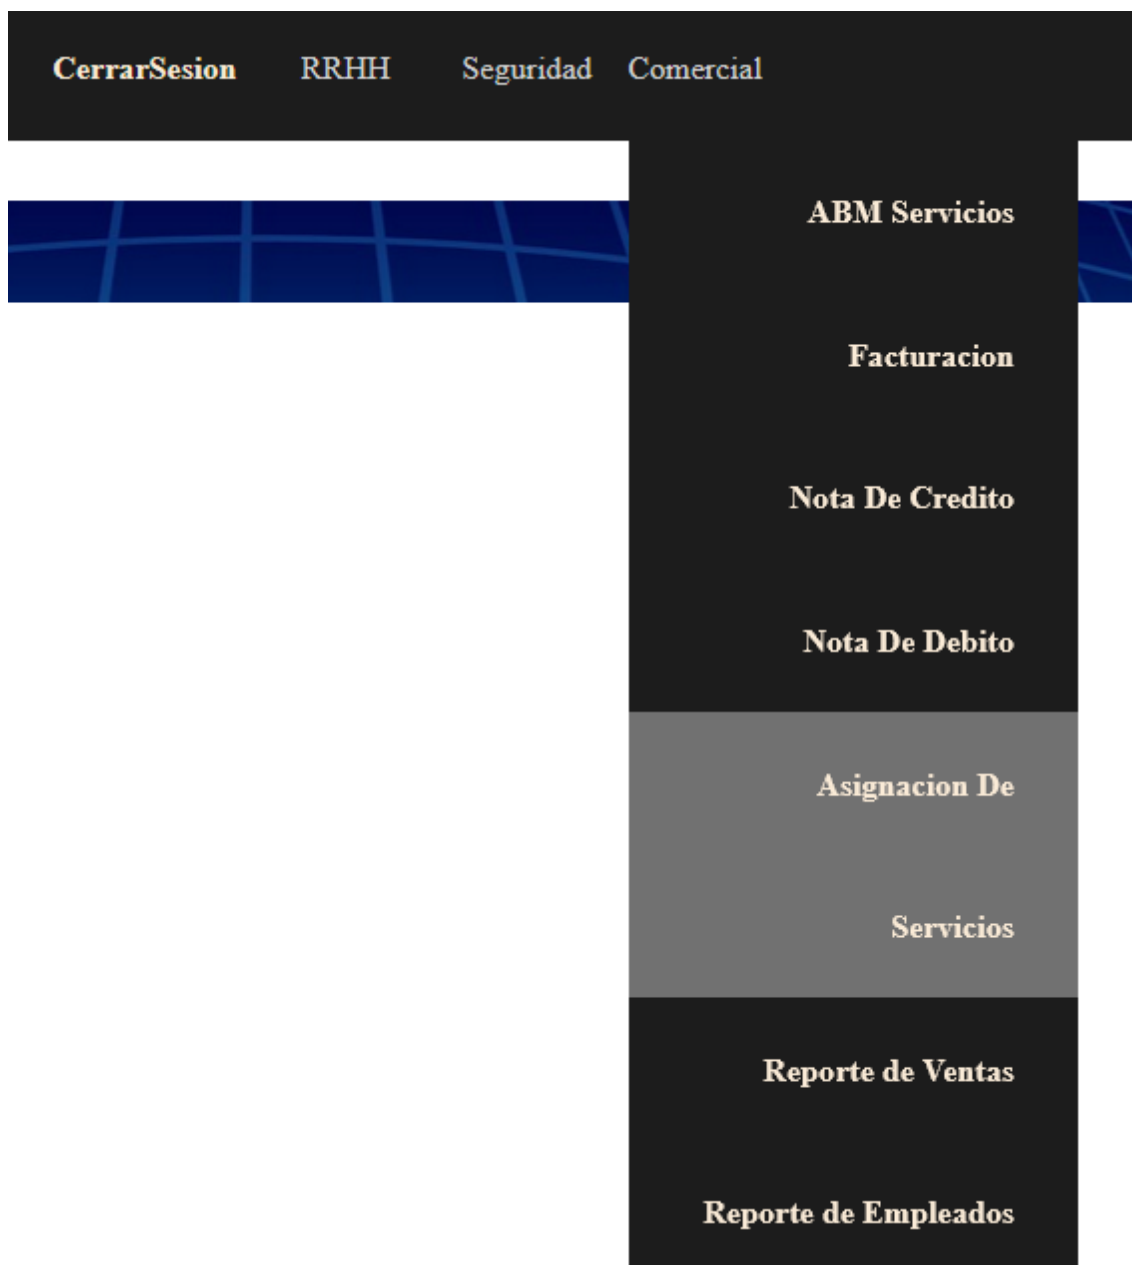 CerrarSesion RRHH Seguridad Comercial
ABM Servicios
Facturacion
Nota De Credito
Nota De Debito
Asignacion De
Servicios
Reporte de Ventas
Reporte de Empleados